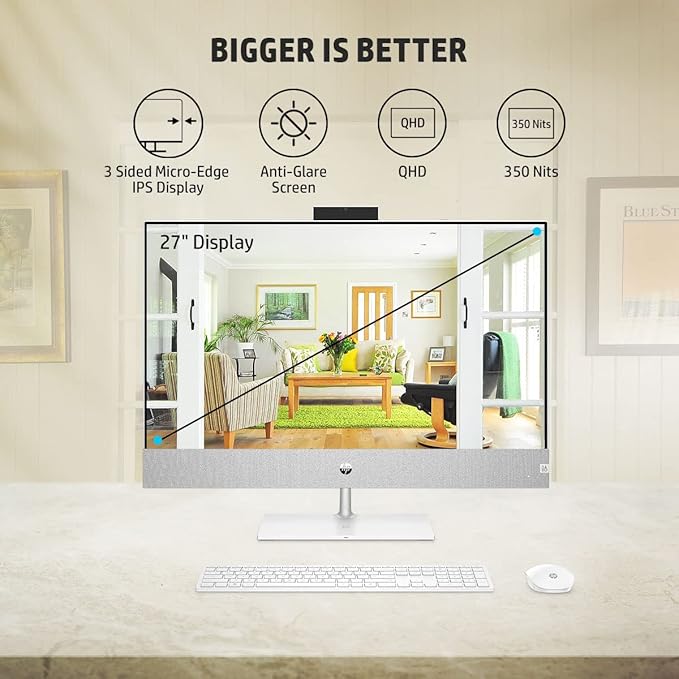 BIGGER IS BETTER
QHD
350 Nits
3 Sided Micro-Edge
IPS Display
Anti-Glare
Screen
QHD
350 Nits
27" Display
BLUE ST
hp